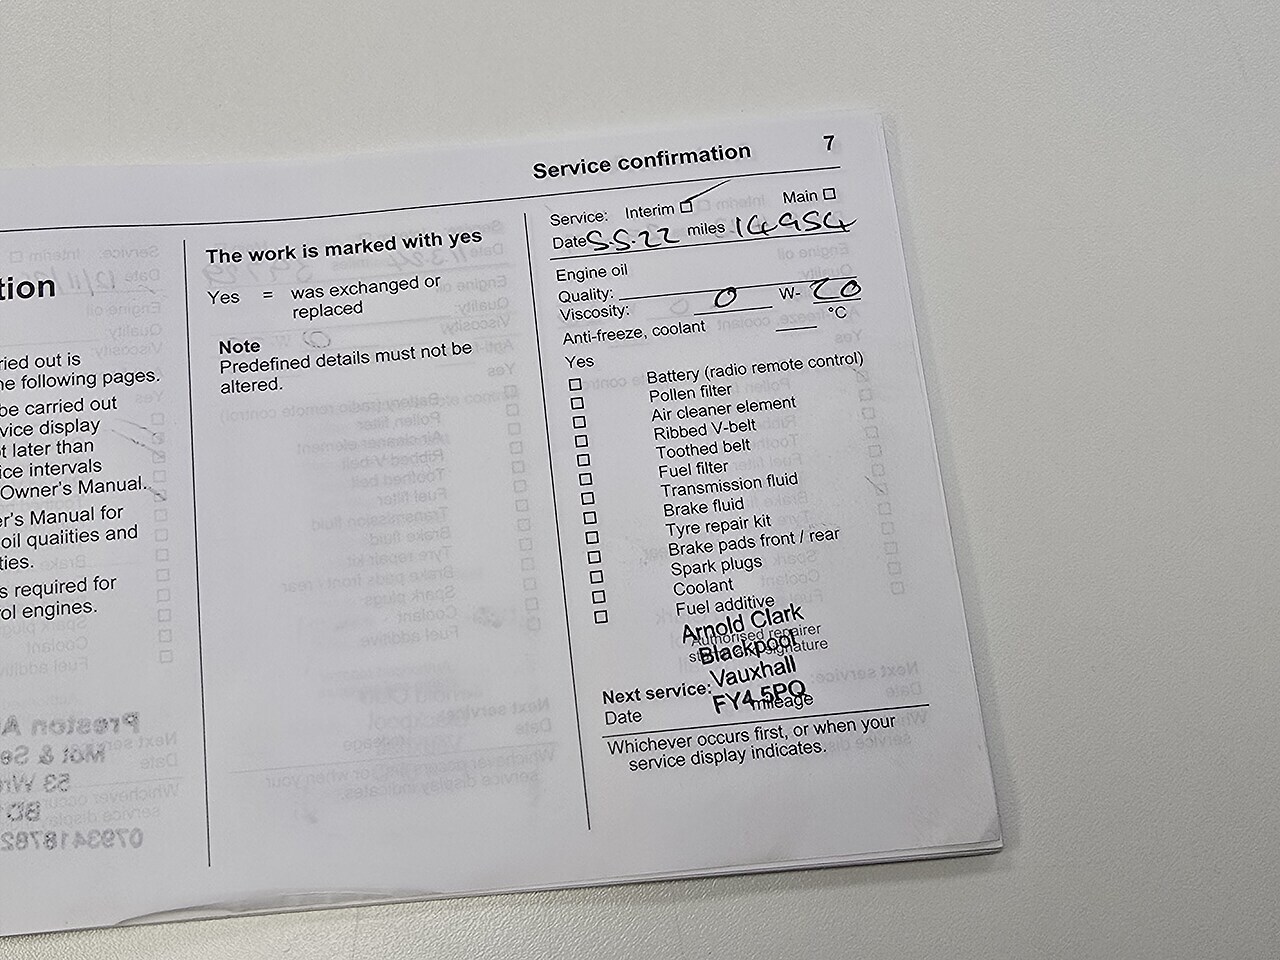 Service confirmation 7
tion
ried out is
ne following pages.
be carried out
vice display
t later than
ice intervals
Owner's Manual.
er's Manual for
oil qualities and
ties.
s required for
ol engines.
The work is marked with yes
Yes = was exchanged or
replaced
Note
Predefined details must not be
altered.
Service: Interim Main
Date 5.5.22 miles 14954
Engine oil
Quality:
Viscosity: 0 W- 20
Anti-freeze, coolant °C
Yes
Battery (radio remote control)
Pollen filter
Air cleaner element
Ribbed V-belt
Toothed belt
Fuel filter
Transmission fluid
Brake fluid
Tyre repair kit
Brake pads front / rear
Spark plugs
Coolant
Fuel additive
Arnold Clark
Authorised repairer
Blackpool
signature
Vauxhall
Next service:
FY4 5PQ
Date mileage
Whichever occurs first, or when your
service display indicates.